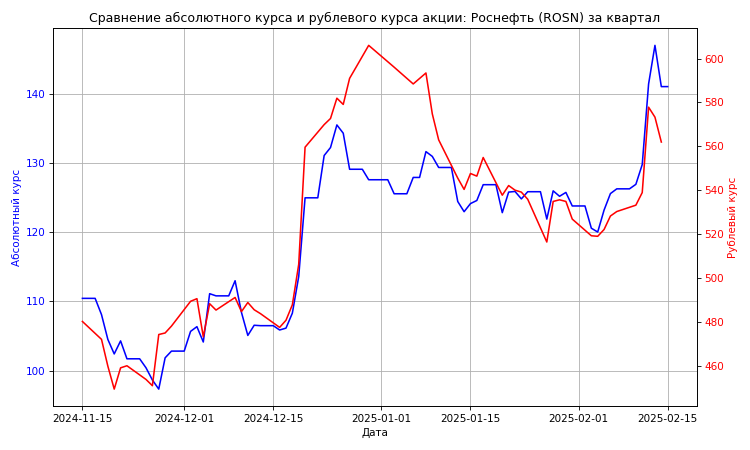 Сравнение абсолютного курса и рублевого курса акции: Роснефть (ROSN) за квартал
Абсолютный курс
140
130
120
110
100
600
580
560
540
520
500
480
460
Рублевый курс
2024-11-15 2024-12-01 2024-12-15 2025-01-01 2025-01-15 2025-02-01 2025-02-15
Дата